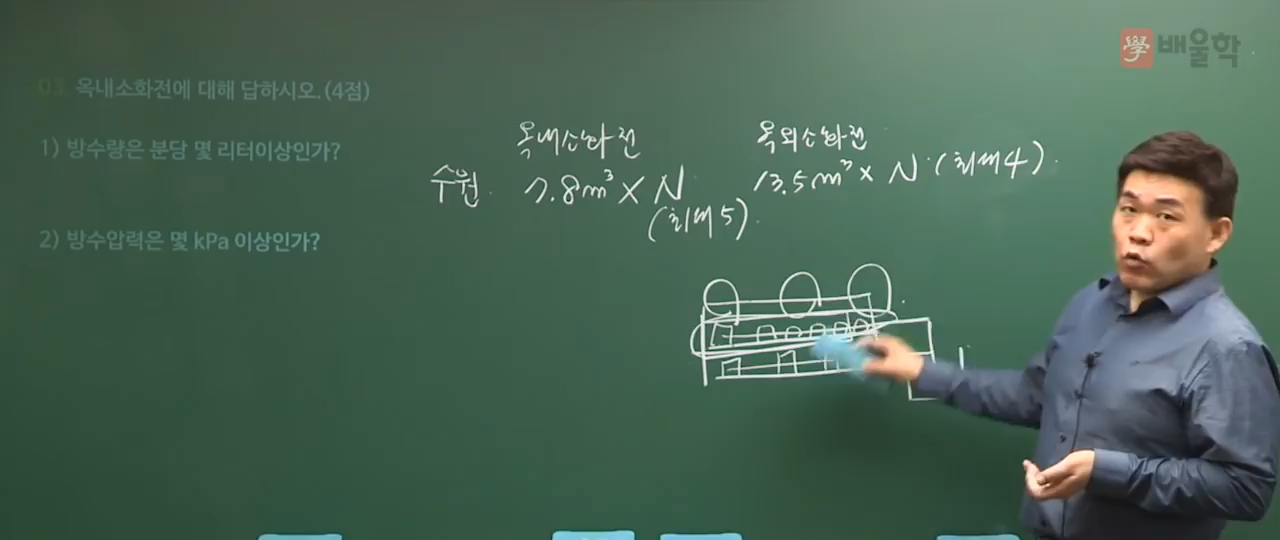 學 배울학
03. 옥내소화전에 대해 답하시오.(4점)
1) 방수량은 분당 몇 리터이상인가?
2) 방수압력은 몇 kPa 이상인가?
옥내소화전 옥외소화전
수원. 7.8m³ × N (최대5). 13.5m³ × N (최대4).